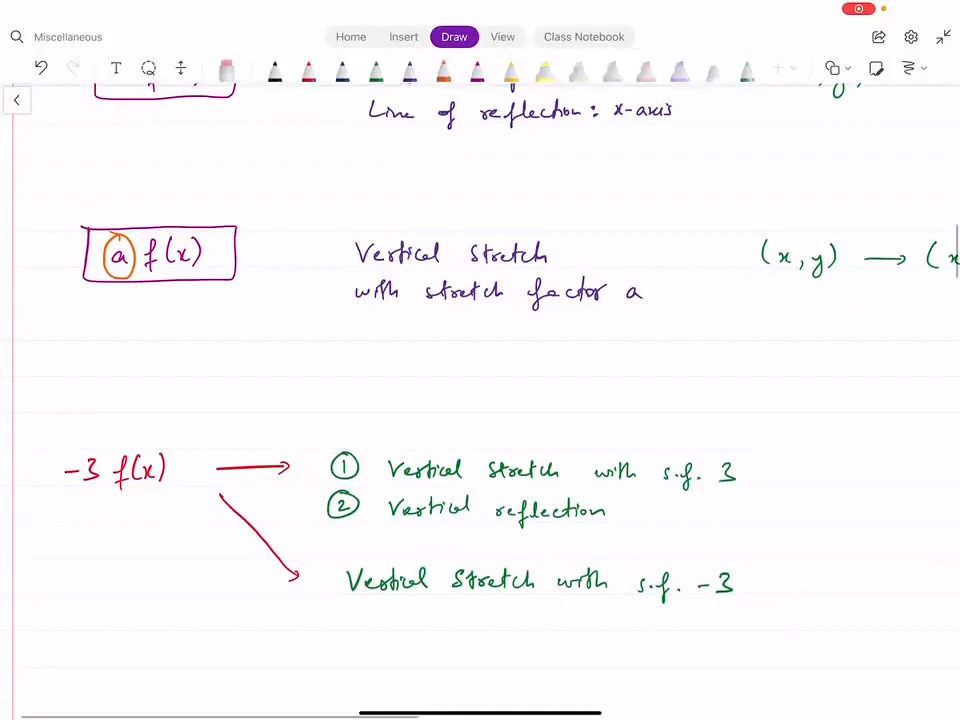 Miscellaneous
Home Insert Draw View Class Notebook
T
Line of reflection: x-axis
a f(x)
Vertical Stretch
with stretch factor a
(x, y) → (x
-3 f(x)
① Vertical stretch with s.f. 3
② Vertical reflection
Vertical Stretch with s.f. -3